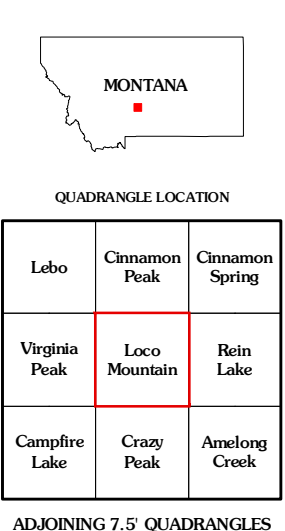 MONTANA
QUADRANGLE LOCATION
Lebo
Cinnamon
Peak
Cinnamon
Spring
Virginia
Peak
Loco
Mountain
Rein
Lake
Campfire
Lake
Crazy
Peak
Amelong
Creek
ADJOINING 7.5' QUADRANGLES